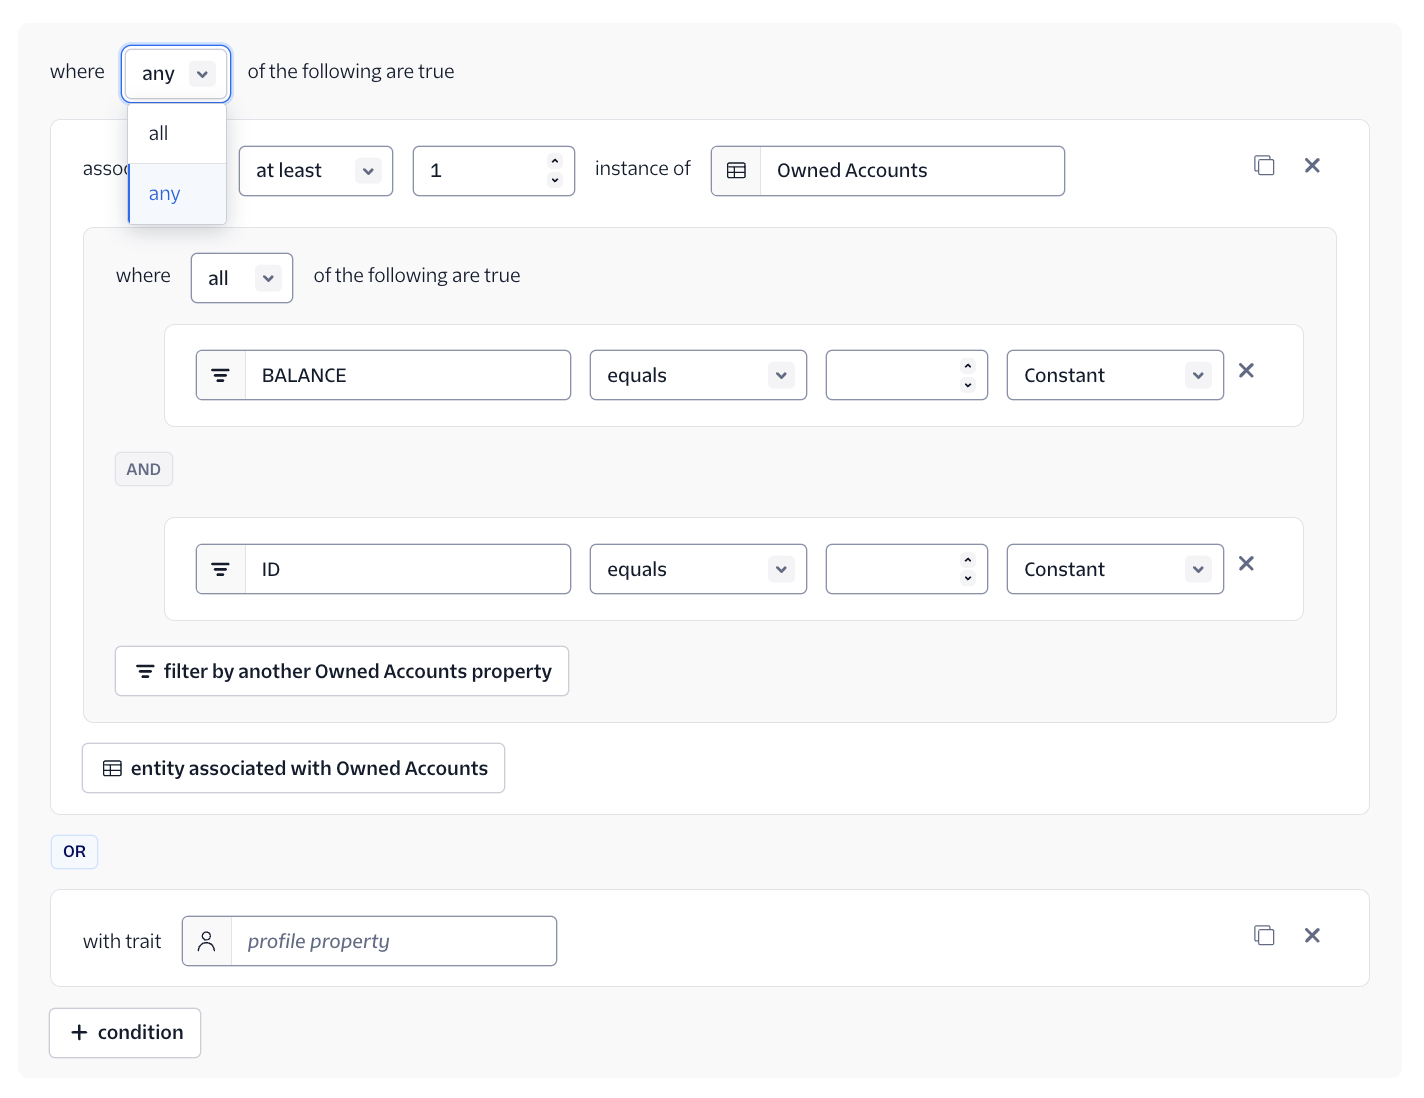 where any of the following are true
all
any
at least 1 instance of Owned Accounts
where all of the following are true
BALANCE equals Constant
AND
ID equals Constant
filter by another Owned Accounts property
entity associated with Owned Accounts
OR
with trait profile property
+ condition